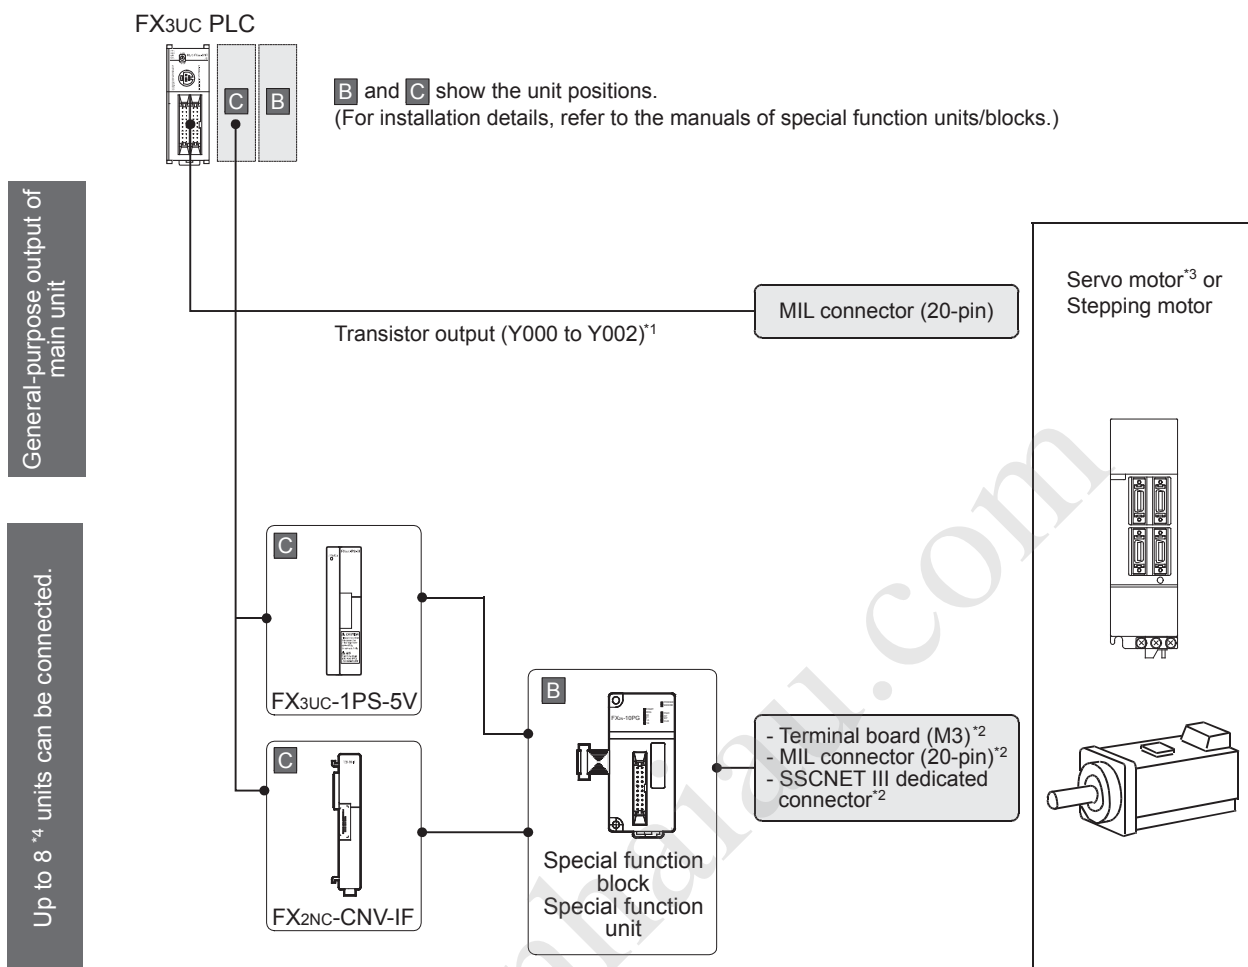 FX3UC PLC
C
B
B and C show the unit positions.
(For installation details, refer to the manuals of special function units/blocks.)
General-purpose output of
main unit
Transistor output (Y000 to Y002)*1
MIL connector (20-pin)
Servo motor*3 or
Stepping motor
Up to 8 *4 units can be connected.
C
FX3UC-1PS-5V
C
FX2NC-CNV-IF
B
FX2N-10PG
Special function
block
Special function
unit
- Terminal board (M3)*2
- MIL connector (20-pin)*2
- SSCNET III dedicated
connector*2